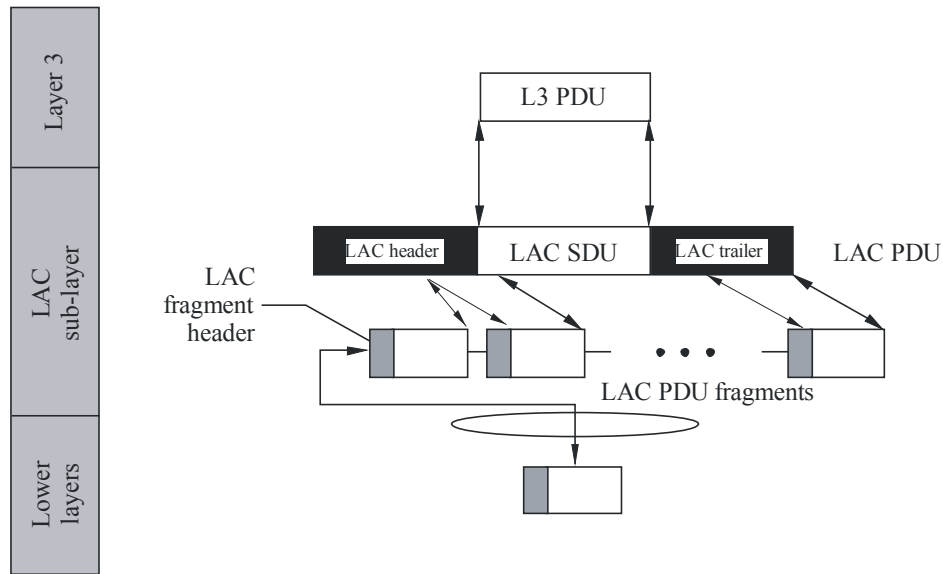 Layer 3
L3 PDU
LAC
sub-layer
LAC header
LAC SDU
LAC trailer
LAC PDU
LAC
fragment
header
LAC PDU fragments
Lower
layers